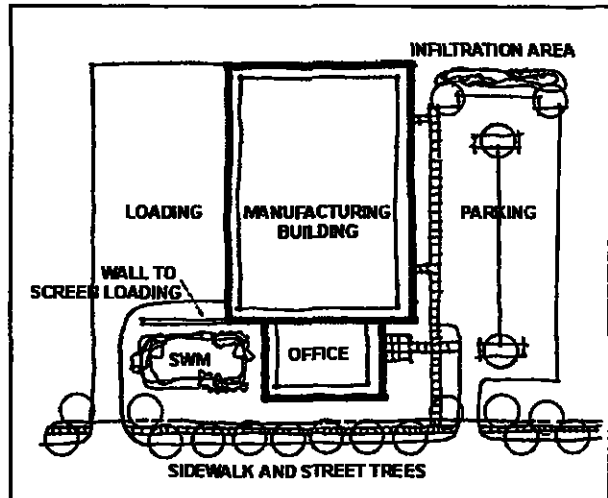 INFILTRATION AREA
LOADING
MANUFACTURING
BUILDING
PARKING
WALL TO
SCREEN LOADING
SWM
OFFICE
SIDEWALK AND STREET TREES